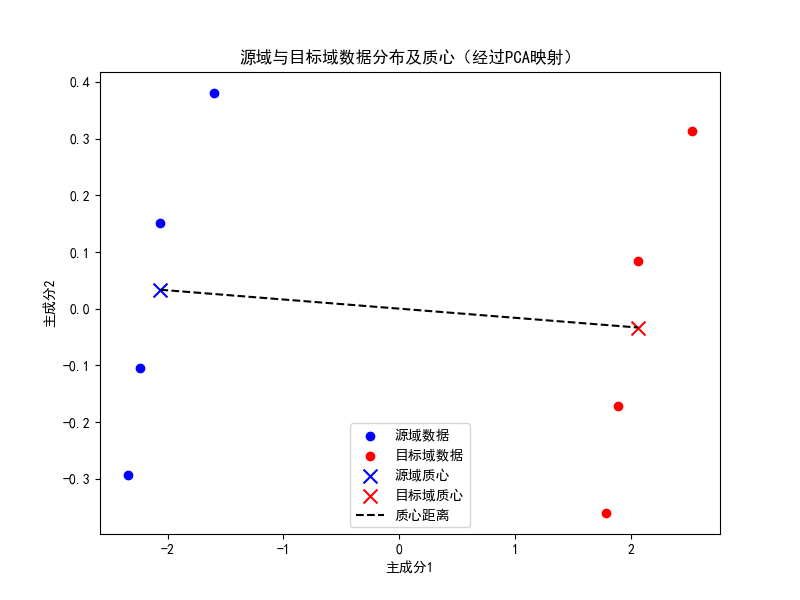 源域与目标域数据分布及质心（经过PCA映射）
0.4
0.3
0.2
0.1
0.0
-0.1
-0.2
-0.3
主成分2
源域数据
目标域数据
源域质心
目标域质心
质心距离
-2 -1 0 1 2
主成分1